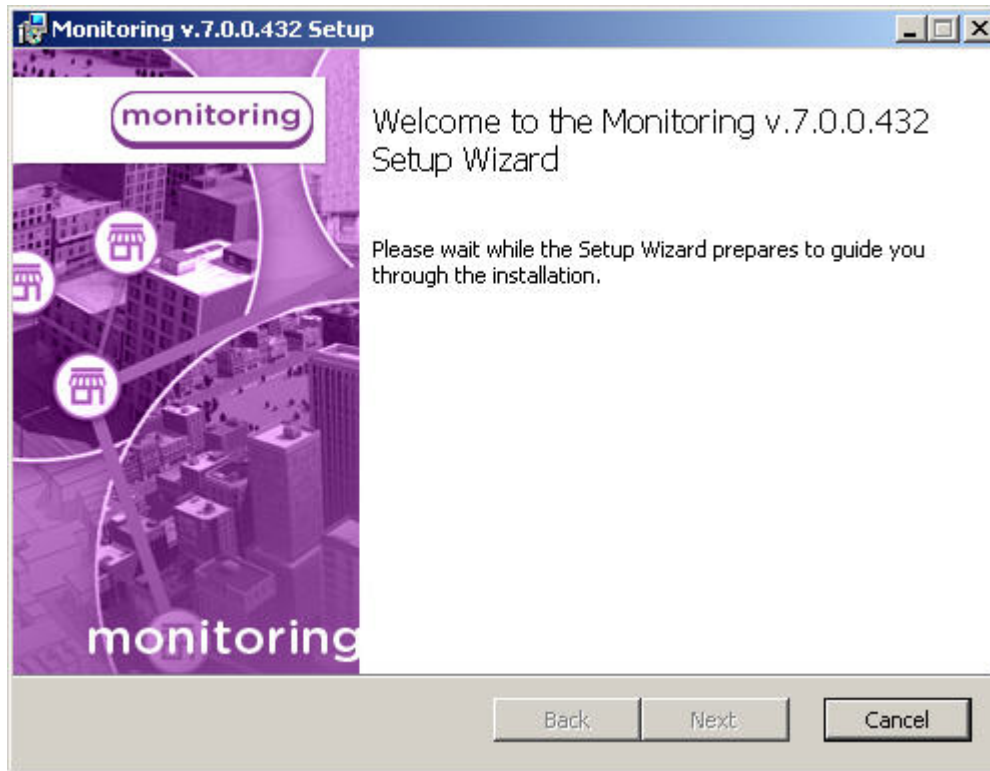 Monitoring v.7.0.0.432 Setup
monitoring
Welcome to the Monitoring v.7.0.0.432
Setup Wizard
Please wait while the Setup Wizard prepares to guide you
through the installation.
monitoring
Back
Next
Cancel